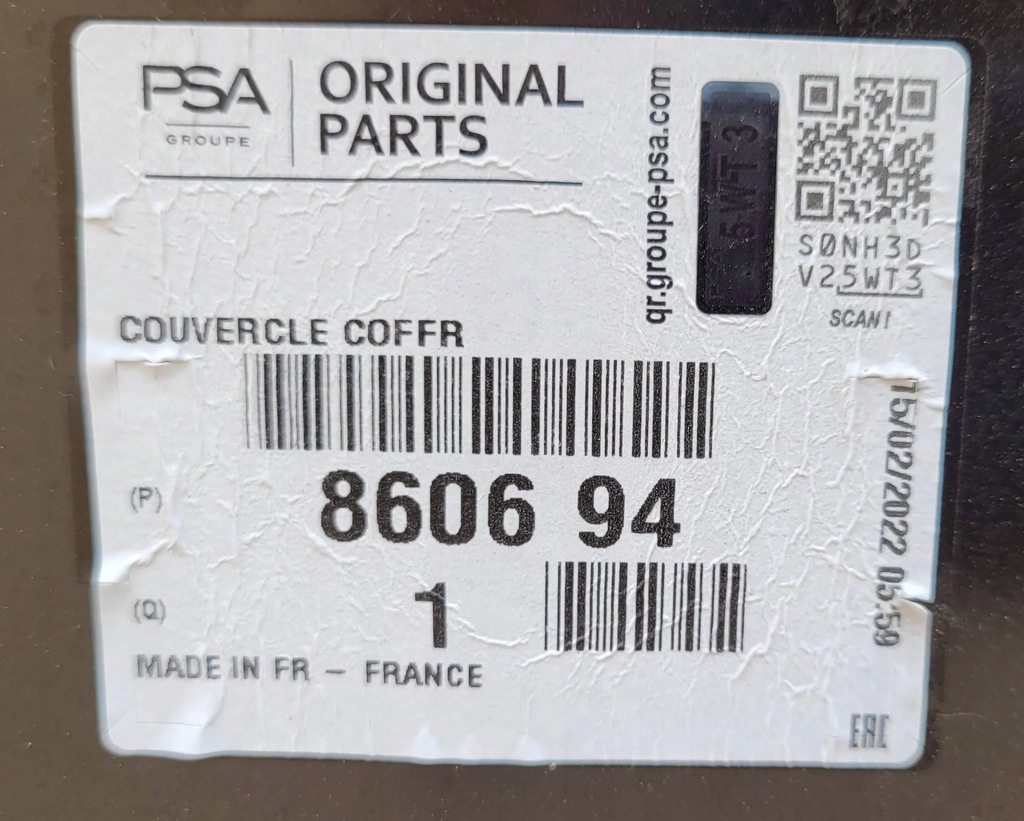 PSA
GROUPE
ORIGINAL
PARTS
qr.groupe-psa.com
5WT3
S0NH3D
V25WT3
SCAN!
COUVERCLE COFFR
(P)
8606 94
(Q)
1
MADE IN FR – FRANCE
15/02/2022 05:59
EAC